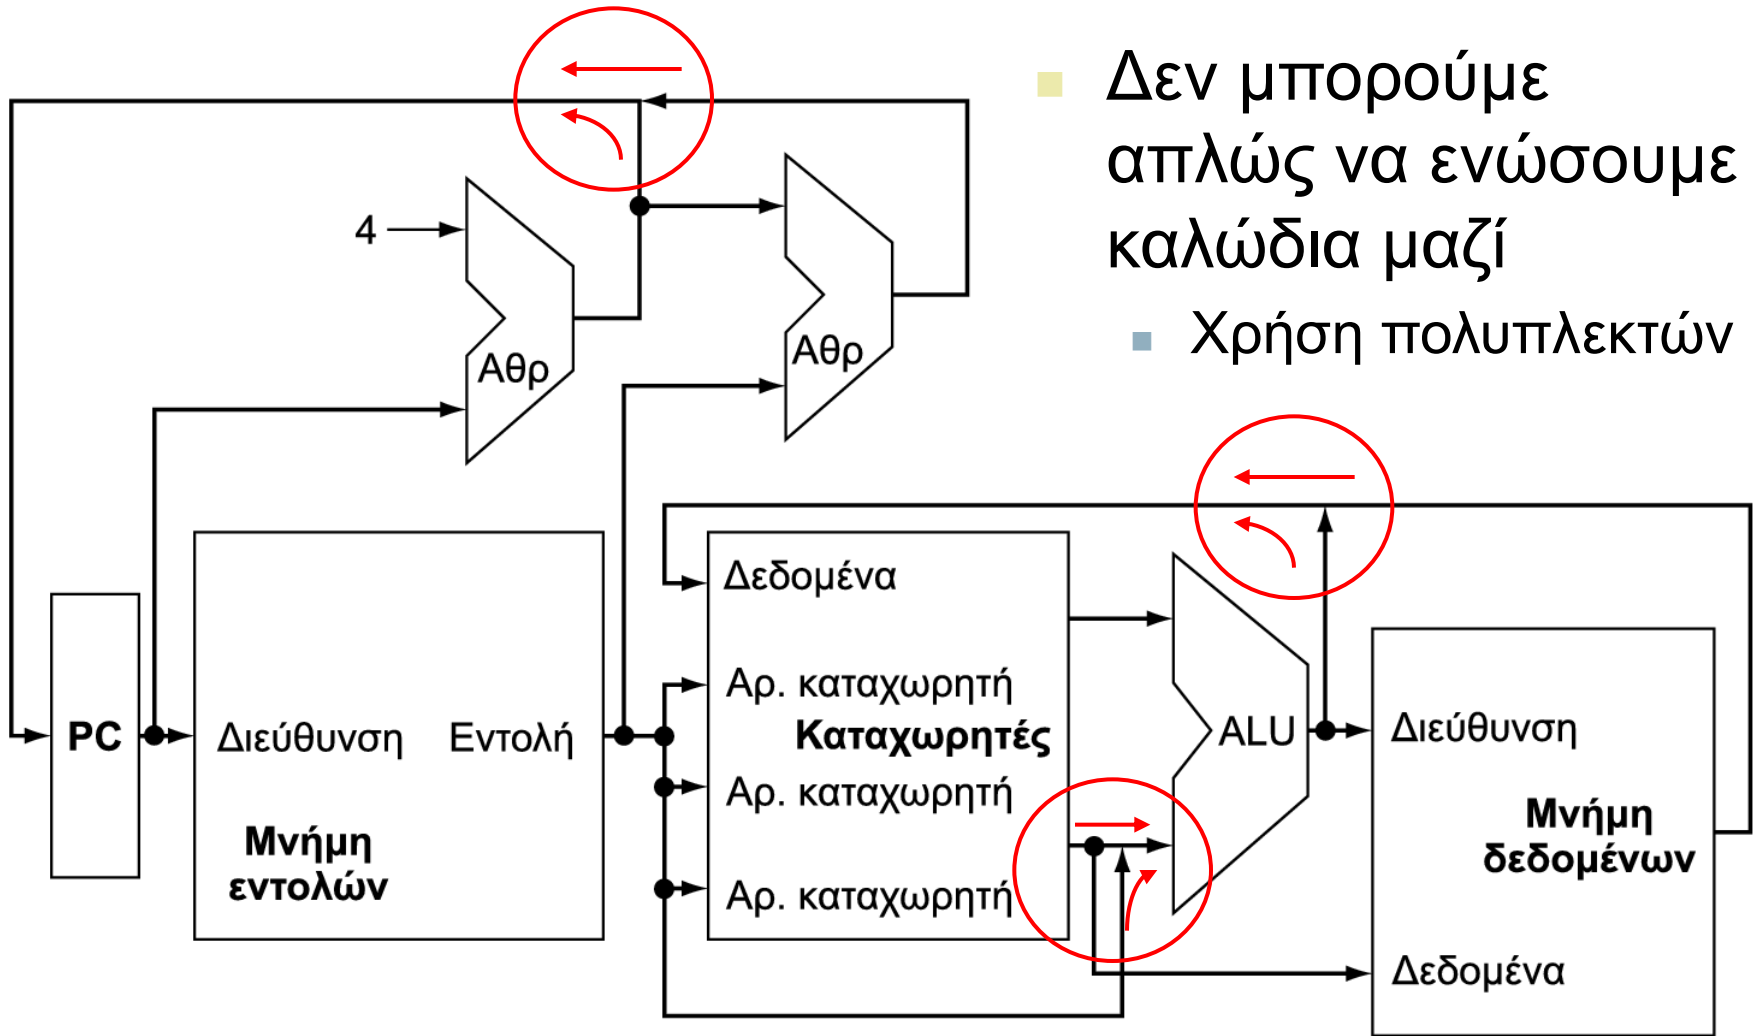 Δεν μπορούμε
απλώς να ενώσουμε
καλώδια μαζί
Χρήση πολυπλεκτών
4
Αθρ
Αθρ
PC
Διεύθυνση
Εντολή
Μνήμη
εντολών
Δεδομένα
Αρ. καταχωρητή
Καταχωρητές
Αρ. καταχωρητή
Αρ. καταχωρητή
ALU
Διεύθυνση
Μνήμη
δεδομένων
Δεδομένα